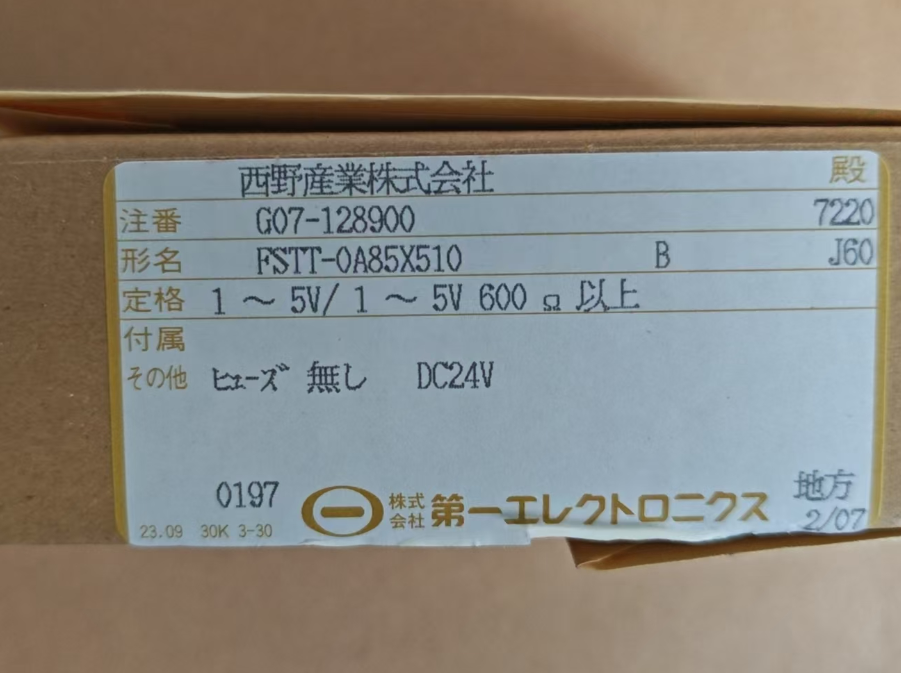 西野産業株式会社 殿
注番 G07-128900 7220
形名 FSTT-0A85X510 B J60
定格 1 ～ 5V/ 1 ～ 5V 600 Ω 以上
付属
その他 ﾋｭｰｽﾞ 無し DC24V
0197 株式会社 第一エレクトロニクス 地方
23.09 30K 3-30 2/07